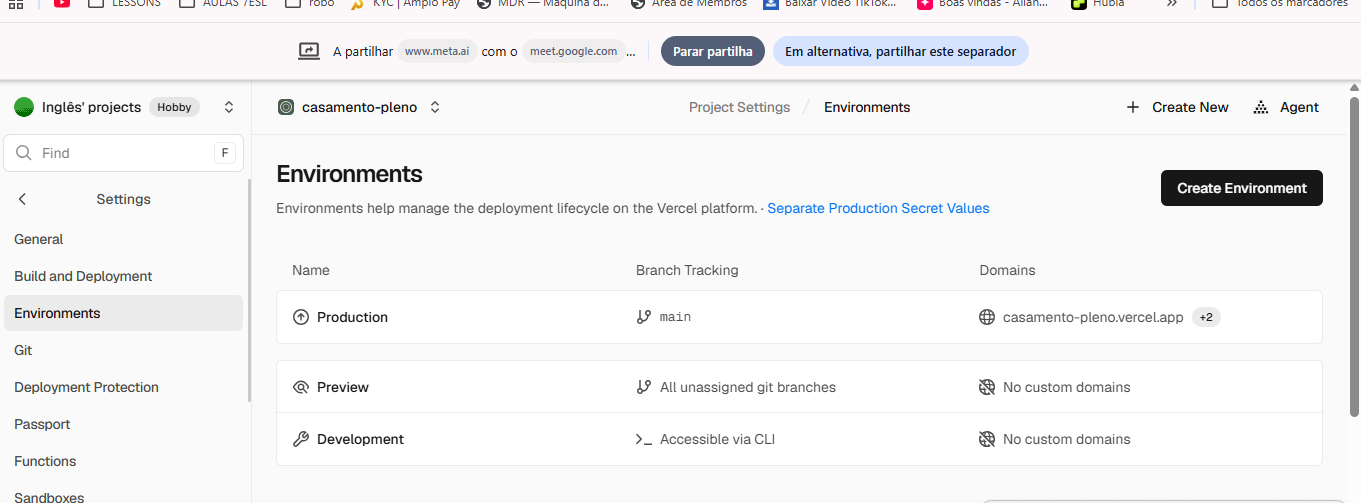 LESSONS AULAS 7ESL robo KYC | Amplo Pay MDR — Máquina d... Área de Membros Baixar Vídeo TikTok... Boas vindas - Allan... Hubla Todos os marcadores
A partilhar www.meta.ai com o meet.google.com ... Parar partilha Em alternativa, partilhar este separador
Inglês' projects Hobby casamento-pleno Project Settings / Environments Create New Agent
Find F
Settings
General
Build and Deployment
Environments
Git
Deployment Protection
Passport
Functions
Sandboxes
Environments
Create Environment
Environments help manage the deployment lifecycle on the Vercel platform. · Separate Production Secret Values
Name Branch Tracking Domains
Production main casamento-pleno.vercel.app +2
Preview All unassigned git branches No custom domains
Development Accessible via CLI No custom domains